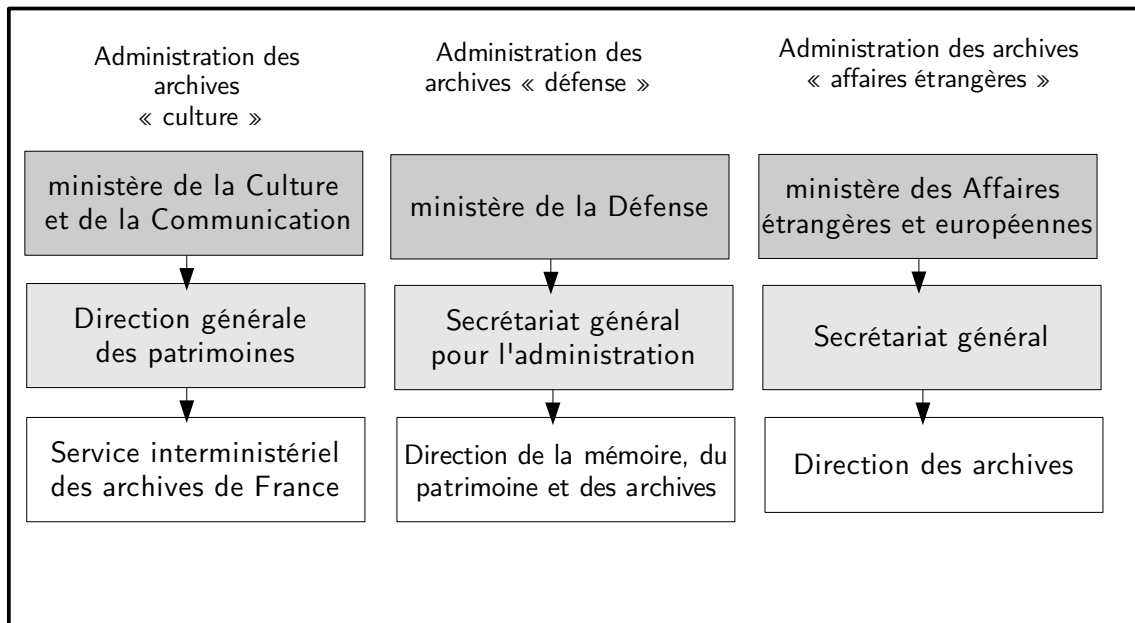 Administration des
archives
« culture »
ministère de la Culture
et de la Communication
Direction générale
des patrimoines
Service interministériel
des archives de France
Administration des
archives « défense »
ministère de la Défense
Secrétariat général
pour l'administration
Direction de la mémoire, du
patrimoine et des archives
Administration des archives
« affaires étrangères »
ministère des Affaires
étrangères et européennes
Secrétariat général
Direction des archives